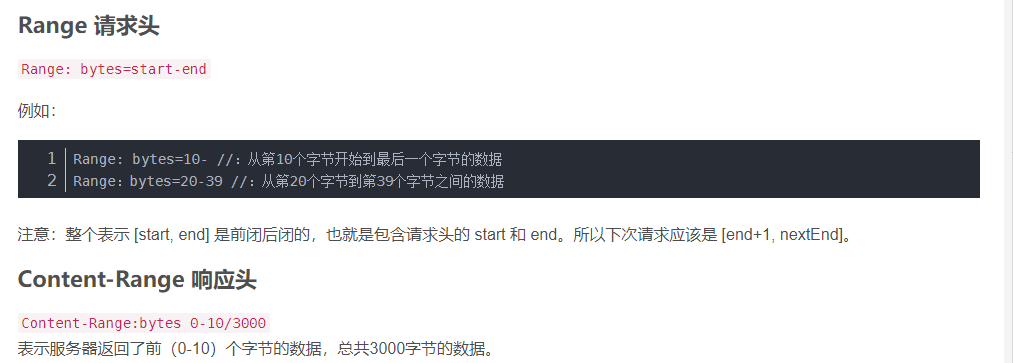 Range 请求头
Range: bytes=start-end
例如：
1 Range: bytes=10- //：从第10个字节开始到最后一个字节的数据
2 Range：bytes=20-39 //：从第20个字节到第39个字节之间的数据
注意：整个表示 [start, end] 是前闭后闭的，也就是包含请求头的 start 和 end。所以下次请求应该是 [end+1, nextEnd]。
Content-Range 响应头
Content-Range:bytes 0-10/3000
表示服务器返回了前（0-10）个字节的数据，总共3000字节的数据。